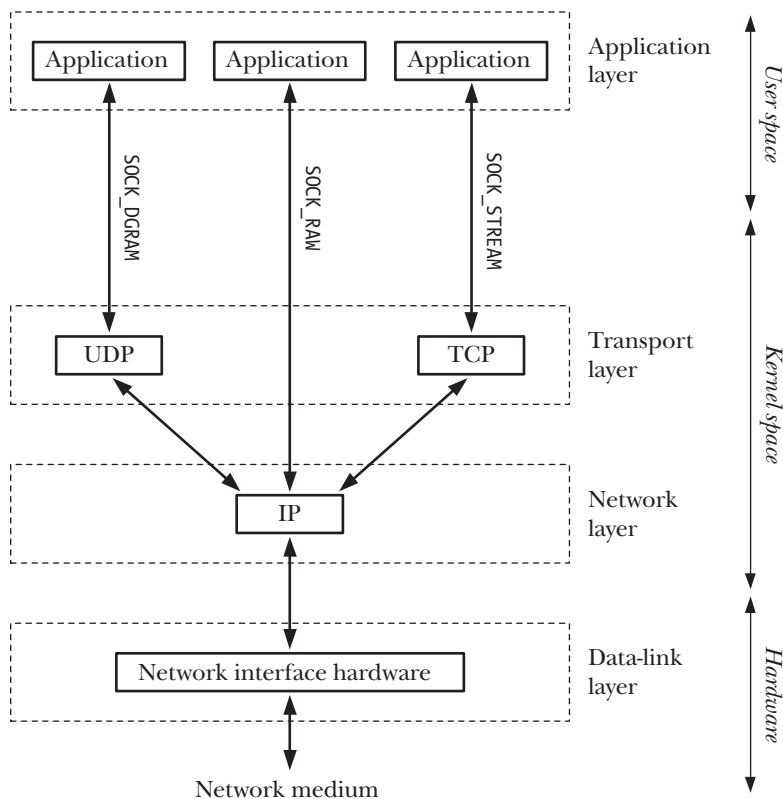 Application
Application
Application
Application
layer
User space
SOCK_DGRAM
SOCK_RAW
SOCK_STREAM
UDP
TCP
Transport
layer
Kernel space
IP
Network
layer
Network interface hardware
Data-link
layer
Hardware
Network medium